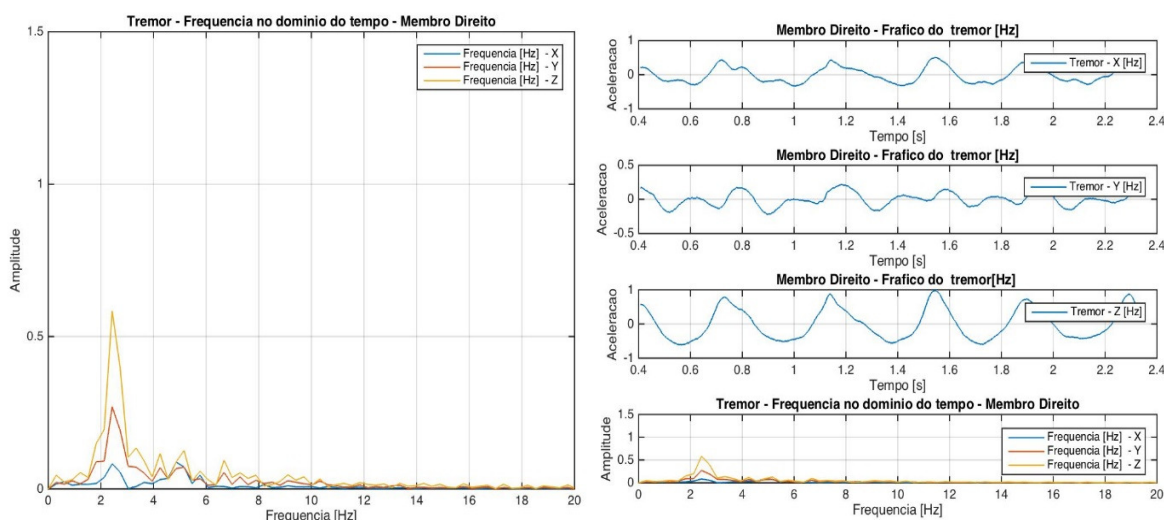 Tremor - Frequencia no dominio do tempo - Membro Direito
1.5
1
0.5
0
Amplitude
Frequencia [Hz] - X
Frequencia [Hz] - Y
Frequencia [Hz] - Z
0 2 4 6 8 10 12 14 16 18 20
Frequencia [Hz]
Membro Direito - Frafico do tremor [Hz]
1
0
-1
Aceleracao
Tremor - X [Hz]
0.4 0.6 0.8 1 1.2 1.4 1.6 1.8 2 2.2 2.4
Tempo [s]
Membro Direito - Frafico do tremor [Hz]
0.5
0
-0.5
Aceleracao
Tremor - Y [Hz]
0.4 0.6 0.8 1 1.2 1.4 1.6 1.8 2 2.2 2.4
Tempo [s]
Membro Direito - Frafico do tremor[Hz]
1
0
-1
Aceleracao
Tremor - Z [Hz]
0.4 0.6 0.8 1 1.2 1.4 1.6 1.8 2 2.2 2.4
Tempo [s]
Tremor - Frequencia no dominio do tempo - Membro Direito
1.5
1
0.5
0
Amplitude
Frequencia [Hz] - X
Frequencia [Hz] - Y
Frequencia [Hz] - Z
0 2 4 6 8 10 12 14 16 18 20
Frequencia [Hz]